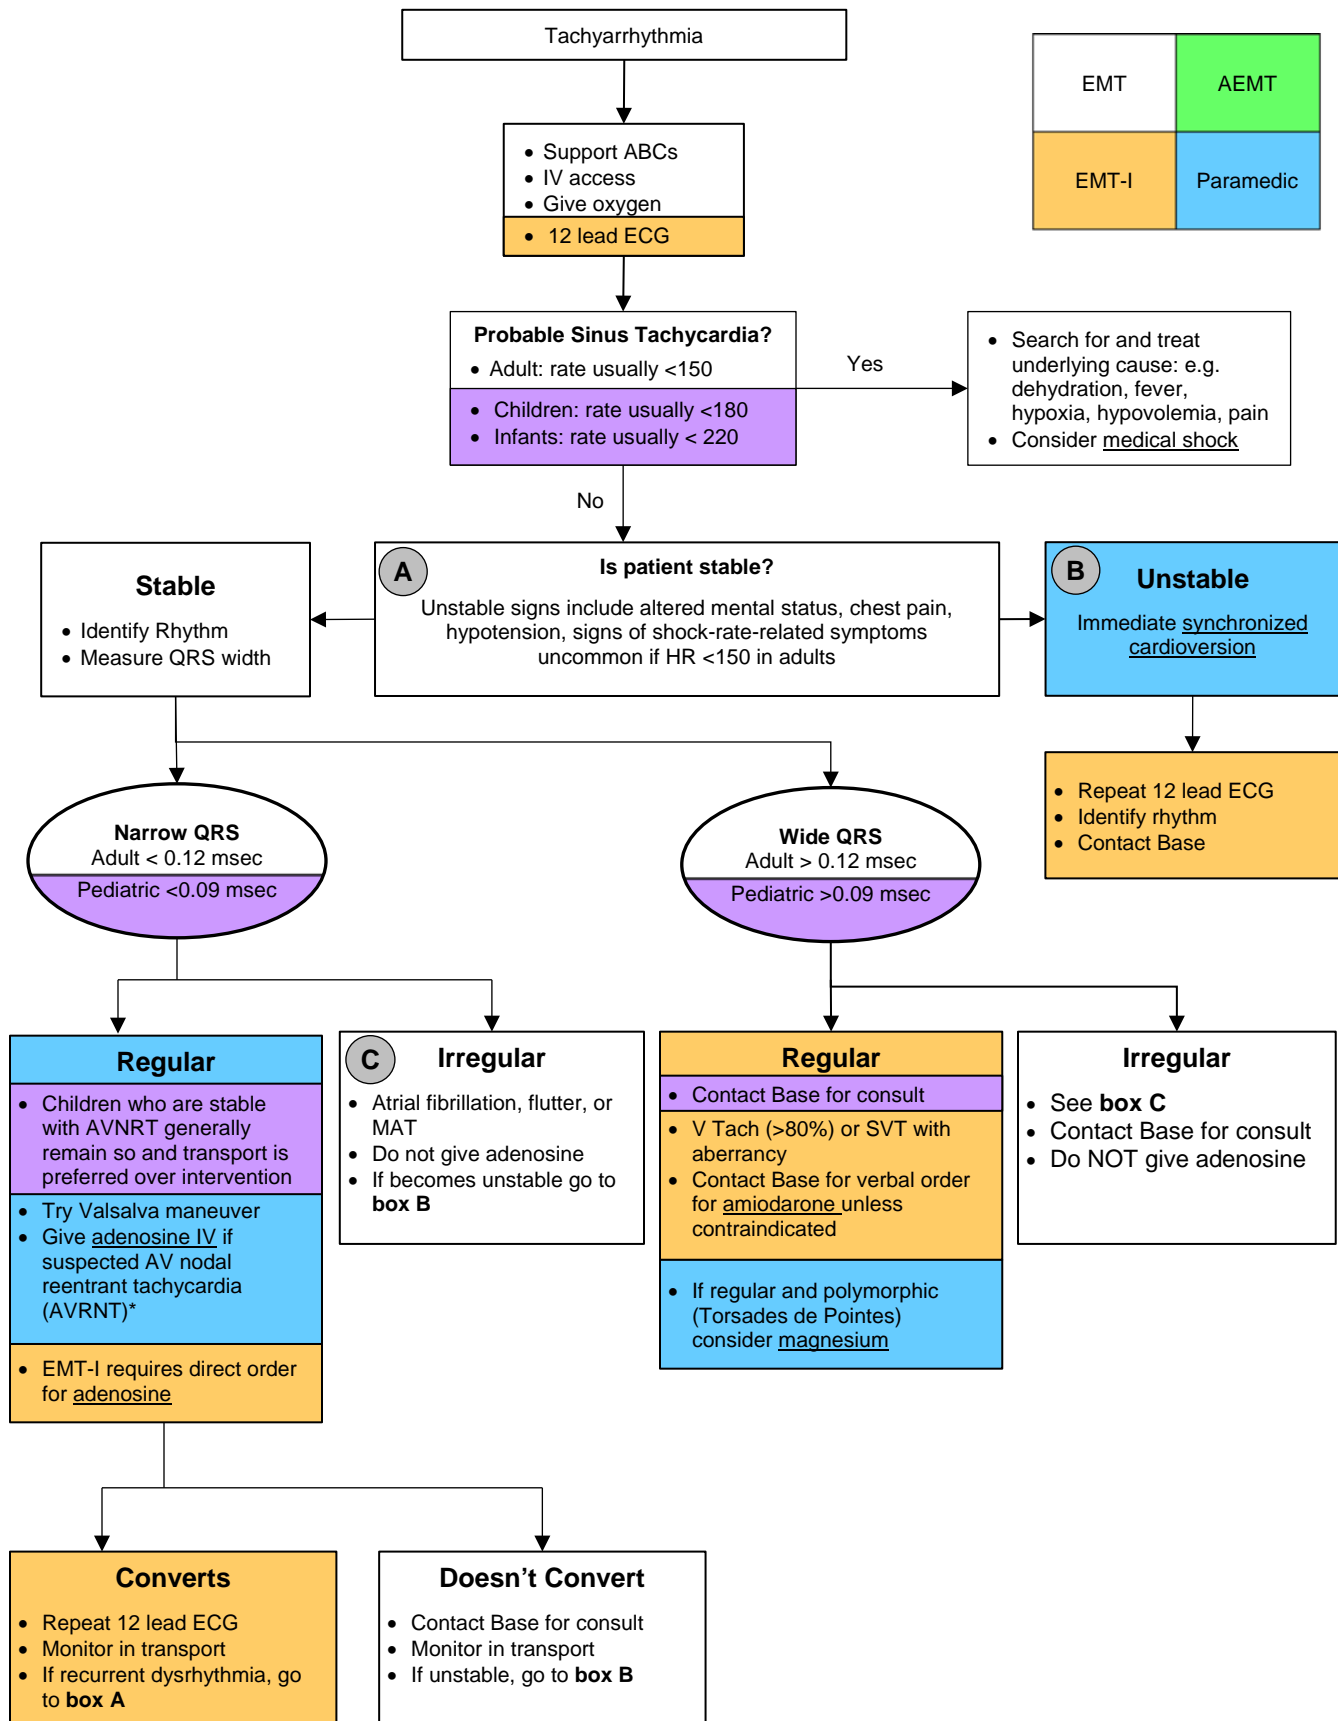 Tachyarrhythmia
EMT
AEMT
EMT-I
Paramedic
• Support ABCs
• IV access
• Give oxygen
• 12 lead ECG
Probable Sinus Tachycardia?
• Adult: rate usually <150
• Children: rate usually <180
• Infants: rate usually < 220
Yes
• Search for and treat
underlying cause: e.g.
dehydration, fever,
hypoxia, hypovolemia, pain
• Consider medical shock
No
Stable
• Identify Rhythm
• Measure QRS width
A
Is patient stable?
Unstable signs include altered mental status, chest pain,
hypotension, signs of shock-rate-related symptoms
uncommon if HR <150 in adults
B
Unstable
Immediate synchronized
cardioversion
• Repeat 12 lead ECG
• Identify rhythm
• Contact Base
Narrow QRS
Adult < 0.12 msec
Pediatric <0.09 msec
Wide QRS
Adult > 0.12 msec
Pediatric >0.09 msec
Regular
• Children who are stable
with AVNRT generally
remain so and transport is
preferred over intervention
• Try Valsalva maneuver
• Give adenosine IV if
suspected AV nodal
reentrant tachycardia
(AVRNT)*
• EMT-I requires direct order
for adenosine
C
Irregular
• Atrial fibrillation, flutter, or
MAT
• Do not give adenosine
• If becomes unstable go to
box B
Regular
• Contact Base for consult
• V Tach (>80%) or SVT with
aberrancy
• Contact Base for verbal order
for amiodarone unless
contraindicated
• If regular and polymorphic
(Torsades de Pointes)
consider magnesium
Irregular
• See box C
• Contact Base for consult
• Do NOT give adenosine
Converts
• Repeat 12 lead ECG
• Monitor in transport
• If recurrent dysrhythmia, go
to box A
Doesn't Convert
• Contact Base for consult
• Monitor in transport
• If unstable, go to box B